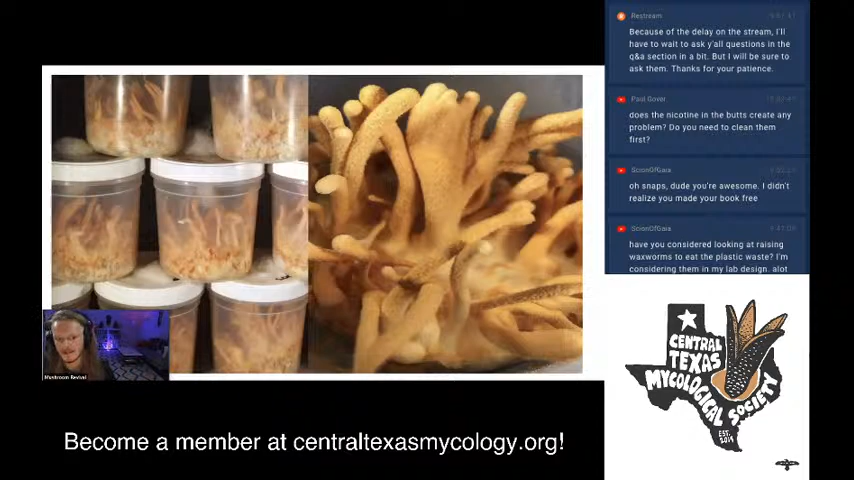 Restream
Because of the delay on the stream, I'll
have to wait to ask y'all questions in the
q&a section in a bit. But I will be sure to
ask them. Thanks for your patience.
Paul Gover
does the nicotine in the butts create any
problem? Do you need to clean them
first?
ScionOfGaia
oh snaps, dude you're awesome. I didn't
realize you made your book free
ScionOfGaia
have you considered looking at raising
waxworms to eat the plastic waste? I'm
considering them in my lab design. alot
Mushroom Revival
CENTRAL
TEXAS
MYCOLOGICAL
SOCIETY
EST.
2019
Become a member at centraltexasmycology.org!